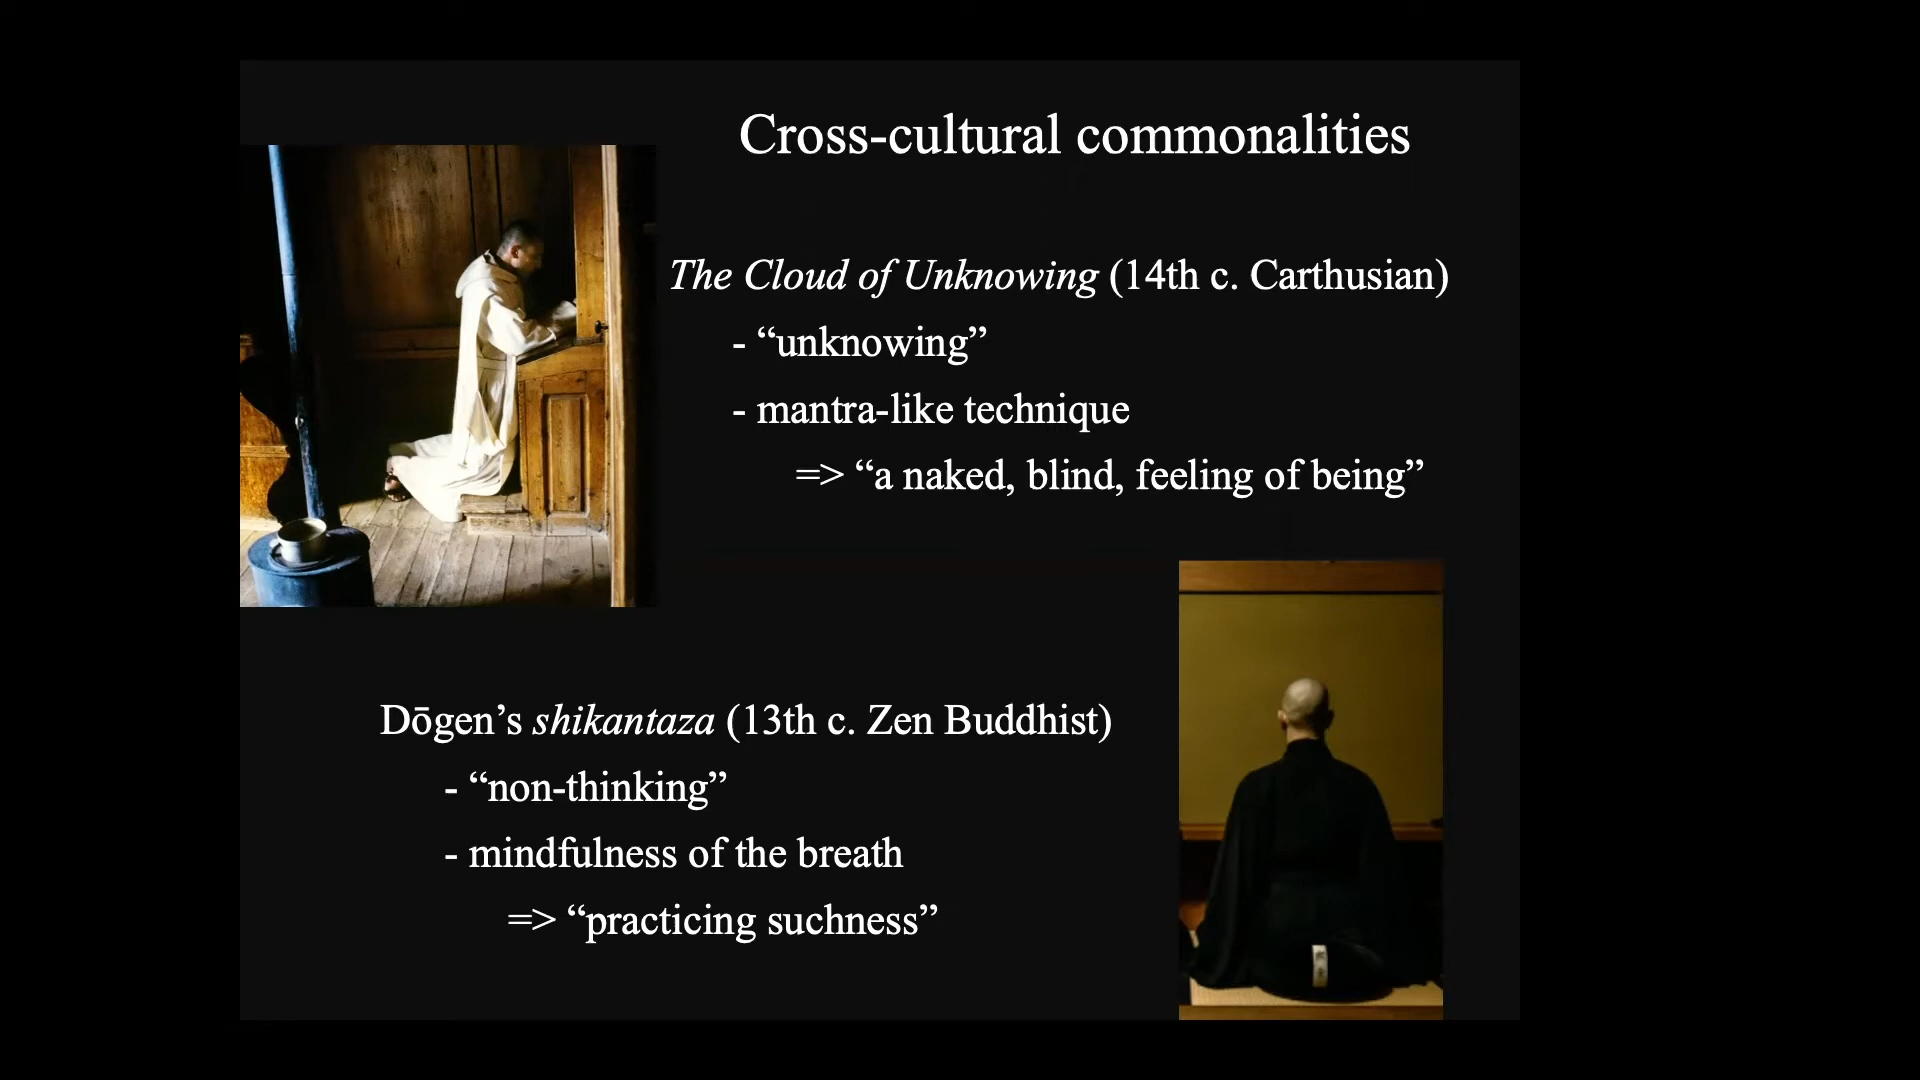 Cross-cultural commonalities
The Cloud of Unknowing (14th c. Carthusian)
- “unknowing”
- mantra-like technique
=> “a naked, blind, feeling of being”
Dōgen’s shikantaza (13th c. Zen Buddhist)
- “non-thinking”
- mindfulness of the breath
=> “practicing suchness”